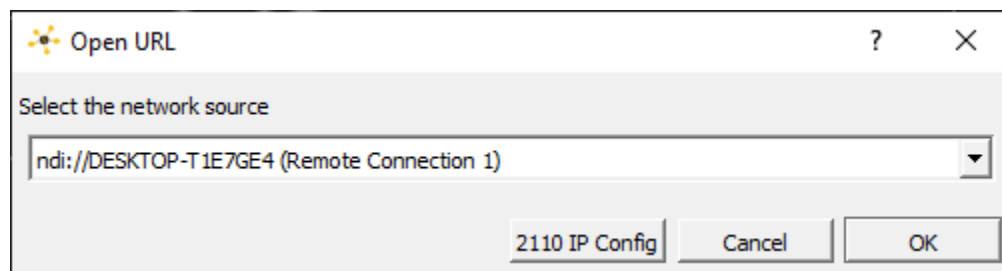 Open URL
?
Select the network source
ndi://DESKTOP-T1E7GE4 (Remote Connection 1)
2110 IP Config
Cancel
OK